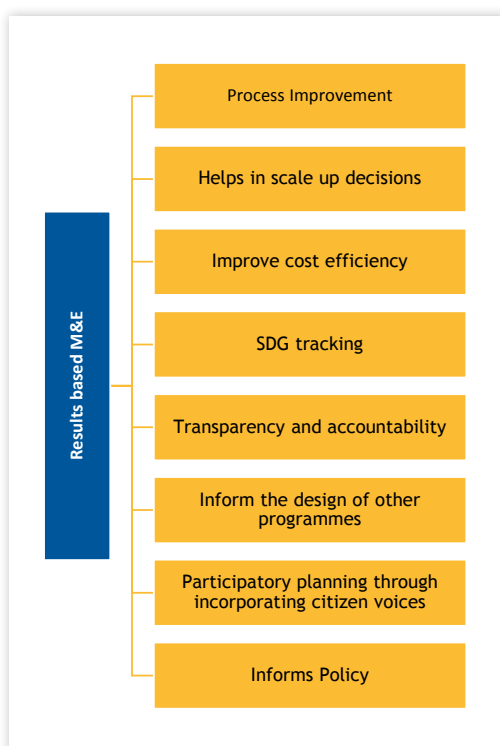 Process Improvement
Helps in scale up decisions
Improve cost efficiency
SDG tracking
Results based M&E
Transparency and accountability
Inform the design of other
programmes
Participatory planning through
incorporating citizen voices
Informs Policy